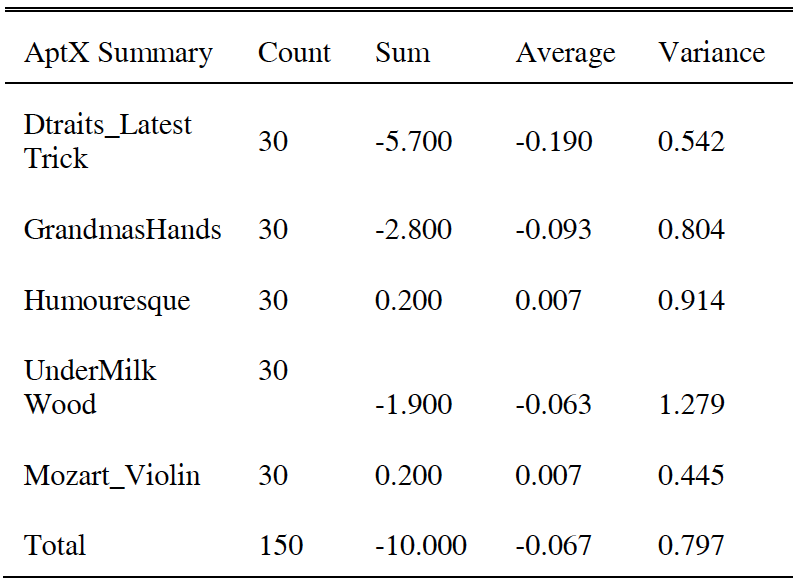 AptX Summary Count Sum Average Variance
Dtraits_Latest
Trick 30 -5.700 -0.190 0.542
GrandmasHands 30 -2.800 -0.093 0.804
Humouresque 30 0.200 0.007 0.914
UnderMilk 30
Wood -1.900 -0.063 1.279
Mozart_Violin 30 0.200 0.007 0.445
Total 150 -10.000 -0.067 0.797